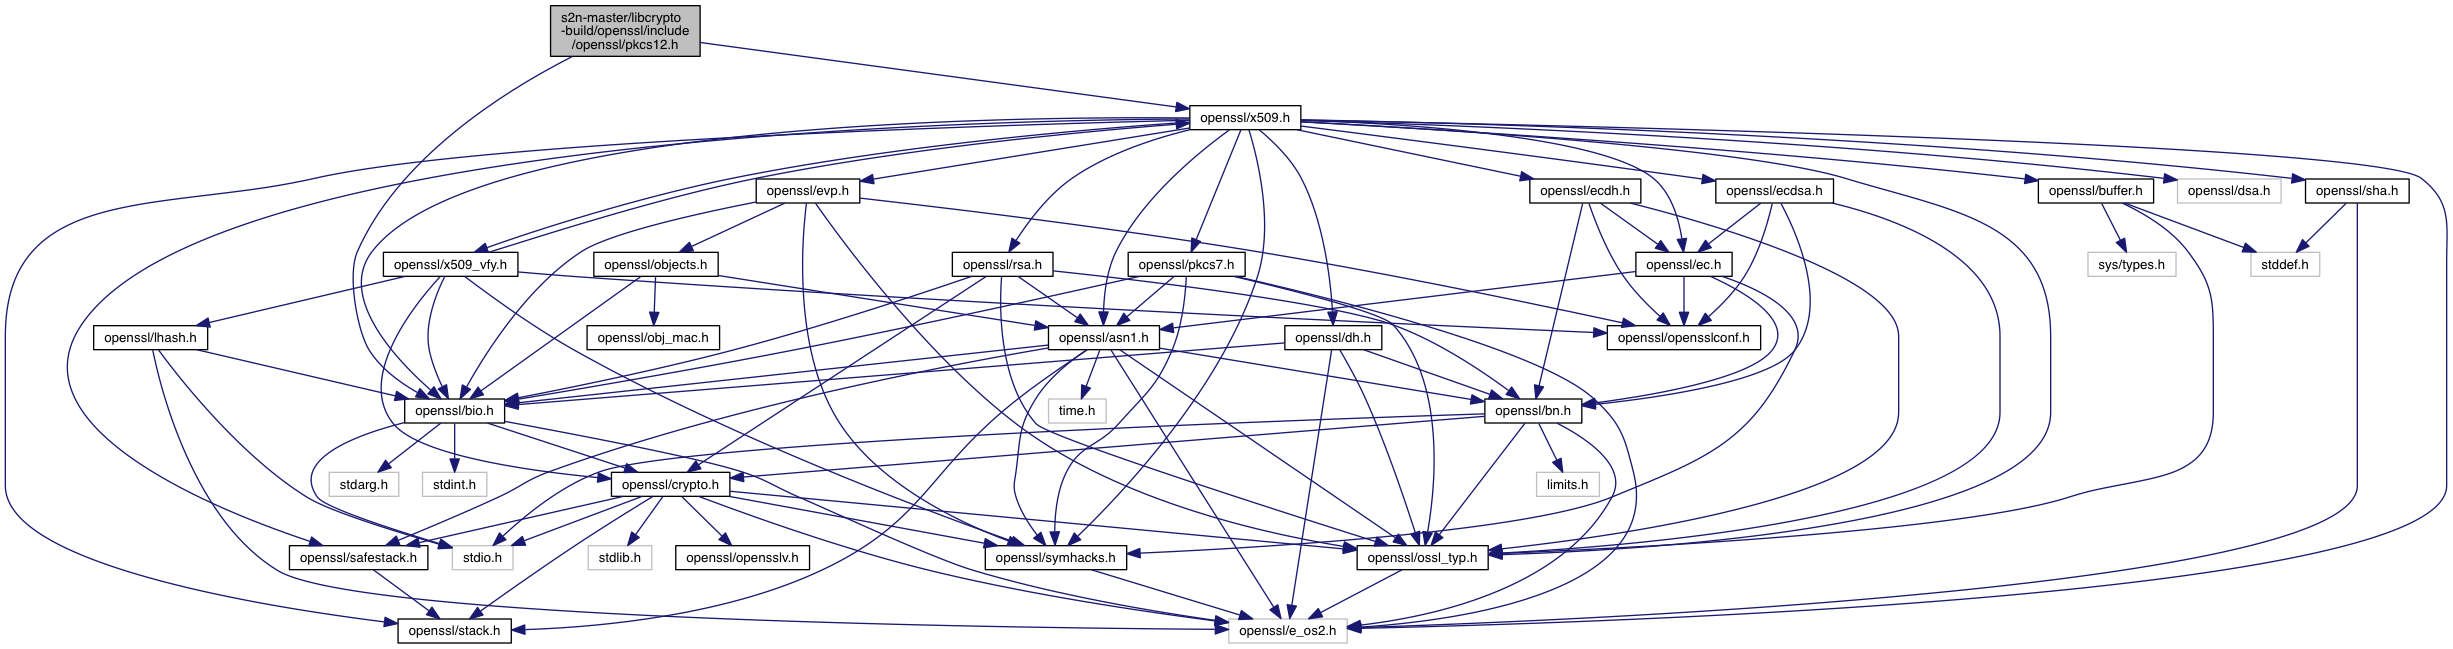 s2n-master/libcrypto
-build/openssl/include
/openssl/pkcs12.h
openssl/x509.h
openssl/evp.h
openssl/ecdh.h
openssl/ecdsa.h
openssl/buffer.h
openssl/dsa.h
openssl/sha.h
openssl/x509_vfy.h
openssl/objects.h
openssl/rsa.h
openssl/pkcs7.h
openssl/ec.h
sys/types.h
stddef.h
openssl/lhash.h
openssl/obj_mac.h
openssl/asn1.h
openssl/dh.h
openssl/opensslconf.h
openssl/bio.h
time.h
openssl/bn.h
stdarg.h
stdint.h
openssl/crypto.h
limits.h
openssl/safestack.h
stdio.h
stdlib.h
openssl/opensslv.h
openssl/symhacks.h
openssl/ossl_typ.h
openssl/stack.h
openssl/e_os2.h